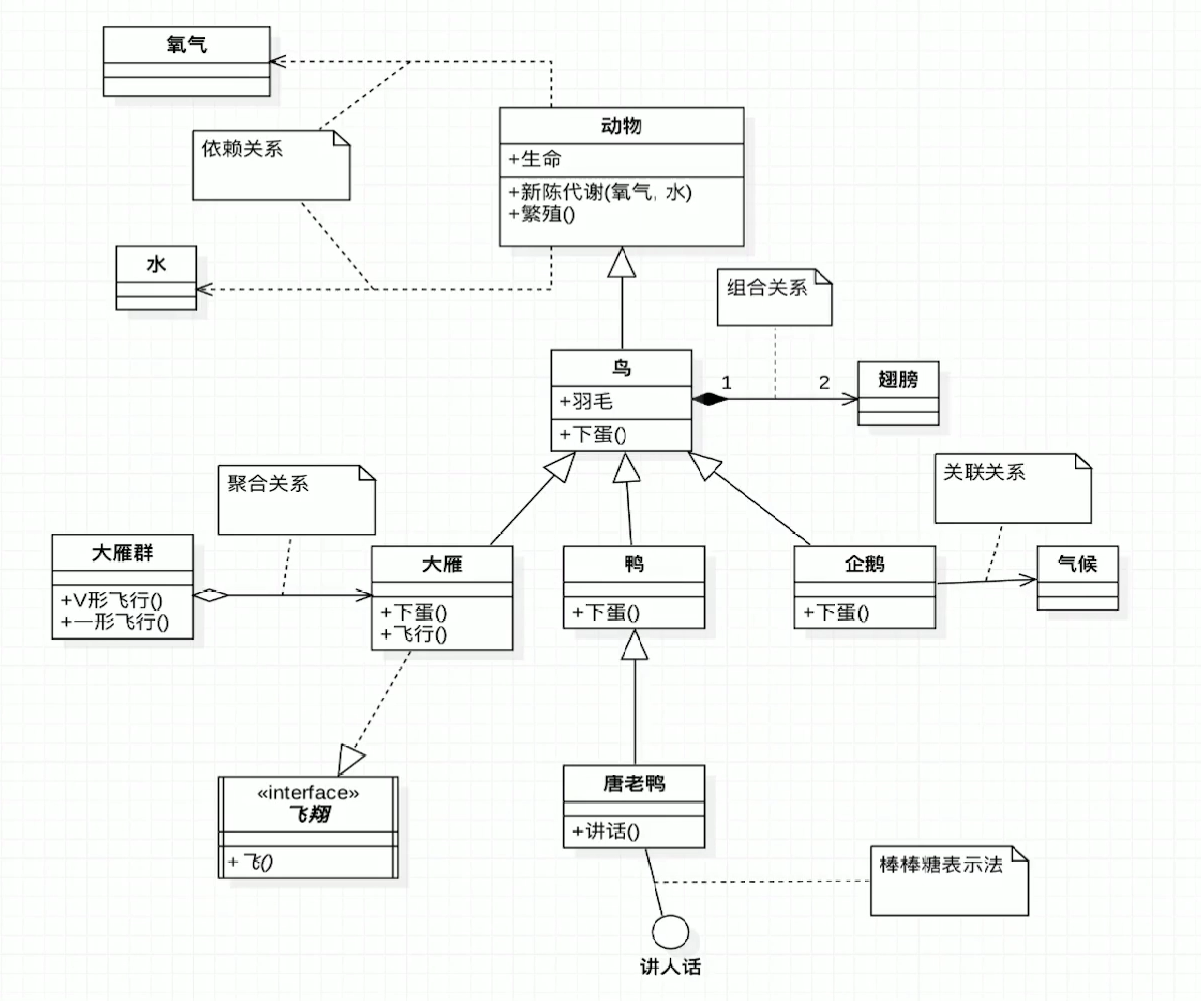 氧气
动物
+生命
+新陈代谢(氧气, 水)
+繁殖()
依赖关系
水
组合关系
鸟
+羽毛
+下蛋()
1
2
翅膀
聚合关系
关联关系
大雁群
+V形飞行()
+一形飞行()
大雁
+下蛋()
+飞行()
鸭
+下蛋()
企鹅
+下蛋()
气候
«interface»
飞翔
+飞()
唐老鸭
+讲话()
棒棒糖表示法
讲人话